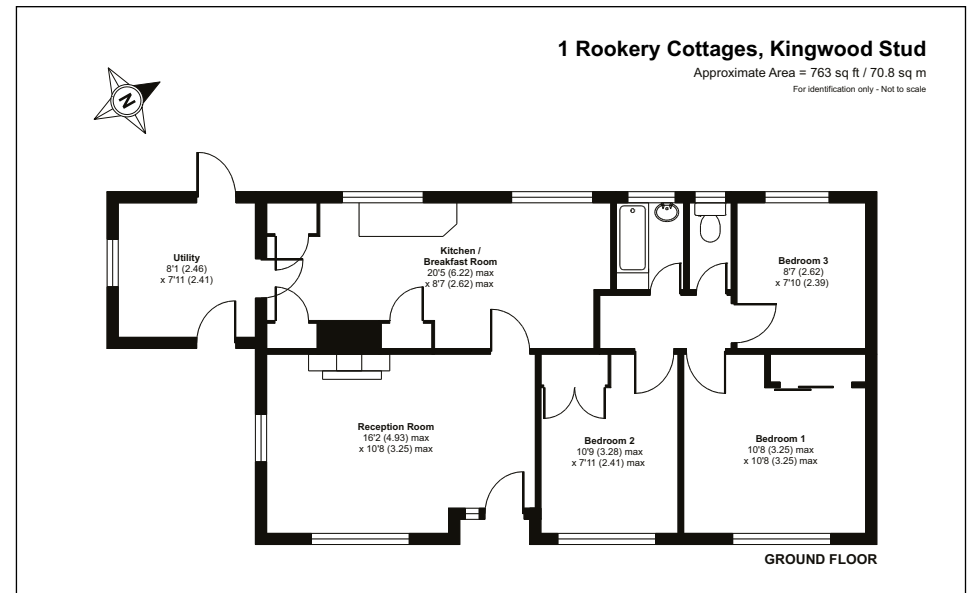 1 Rookery Cottages, Kingwood Stud
Approximate Area = 763 sq ft / 70.8 sq m
For identification only - Not to scale
N
Utility
8'1 (2.46)
x 7'11 (2.41)
Kitchen /
Breakfast Room
20'5 (6.22) max
x 8'7 (2.62) max
Bedroom 3
8'7 (2.62)
x 7'10 (2.39)
Reception Room
16'2 (4.93) max
x 10'8 (3.25) max
Bedroom 2
10'9 (3.28) max
x 7'11 (2.41) max
Bedroom 1
10'8 (3.25) max
x 10'8 (3.25) max
GROUND FLOOR